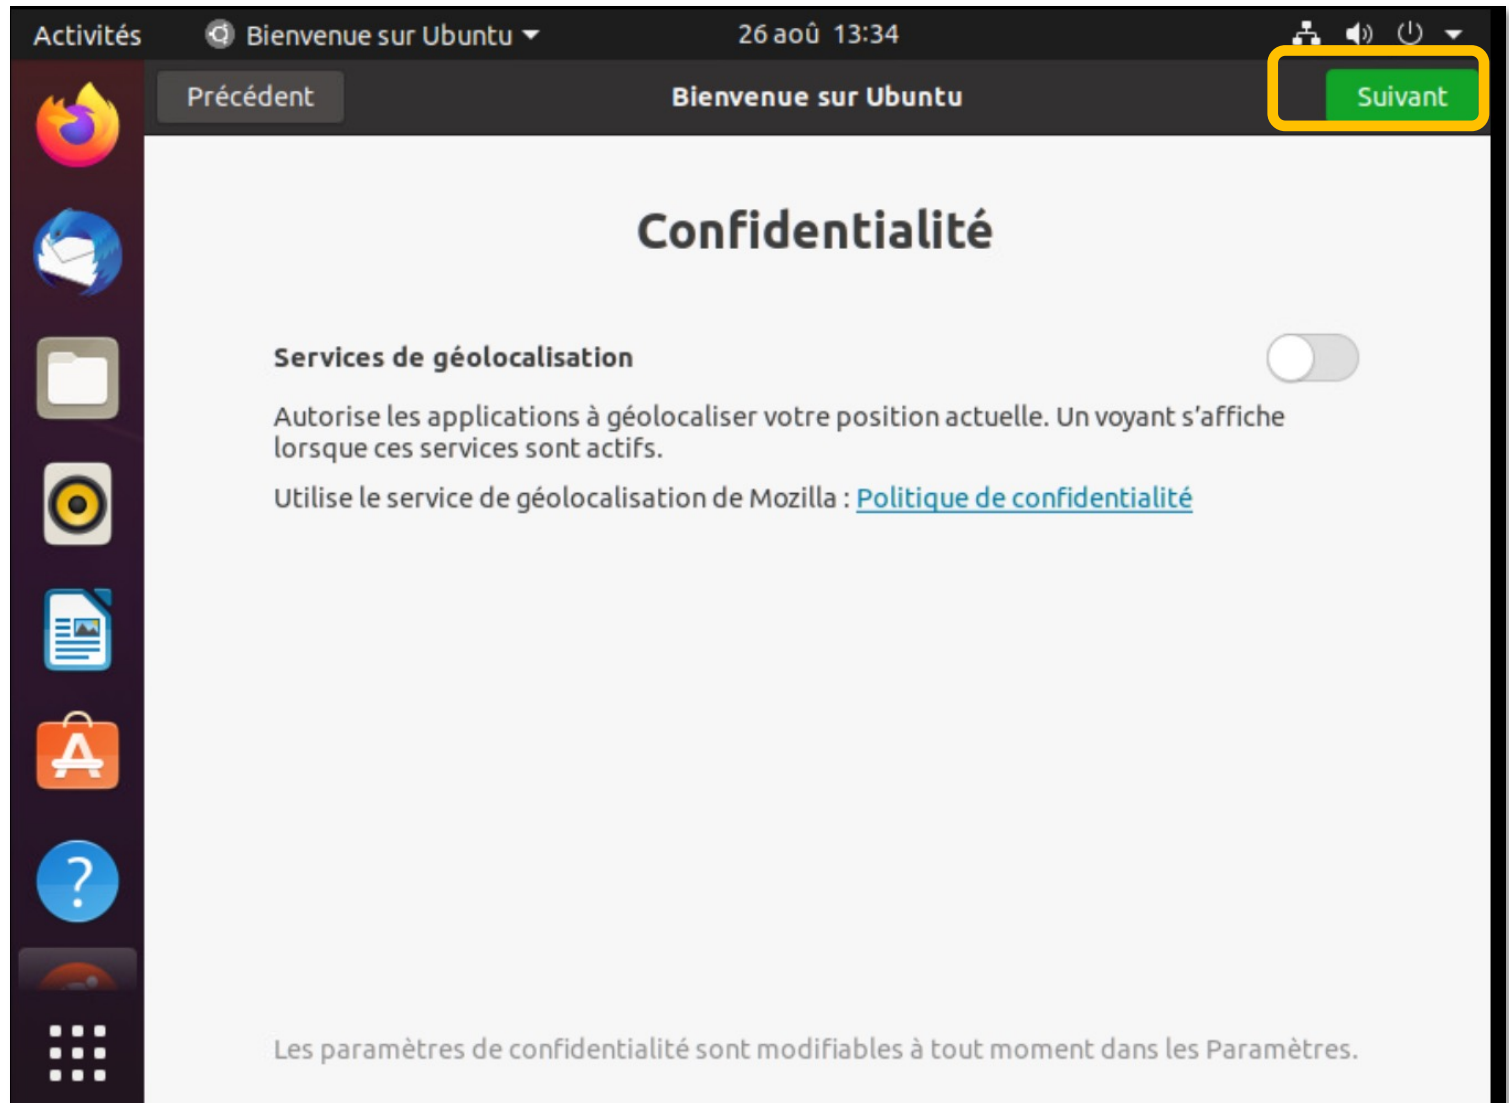 Activités Bienvenue sur Ubuntu 26 aoû 13:34
Précédent Bienvenue sur Ubuntu Suivant
Confidentialité
Services de géolocalisation
Autorise les applications à géolocaliser votre position actuelle. Un voyant s’affiche
lorsque ces services sont actifs.
Utilise le service de géolocalisation de Mozilla : Politique de confidentialité
Les paramètres de confidentialité sont modifiables à tout moment dans les Paramètres.